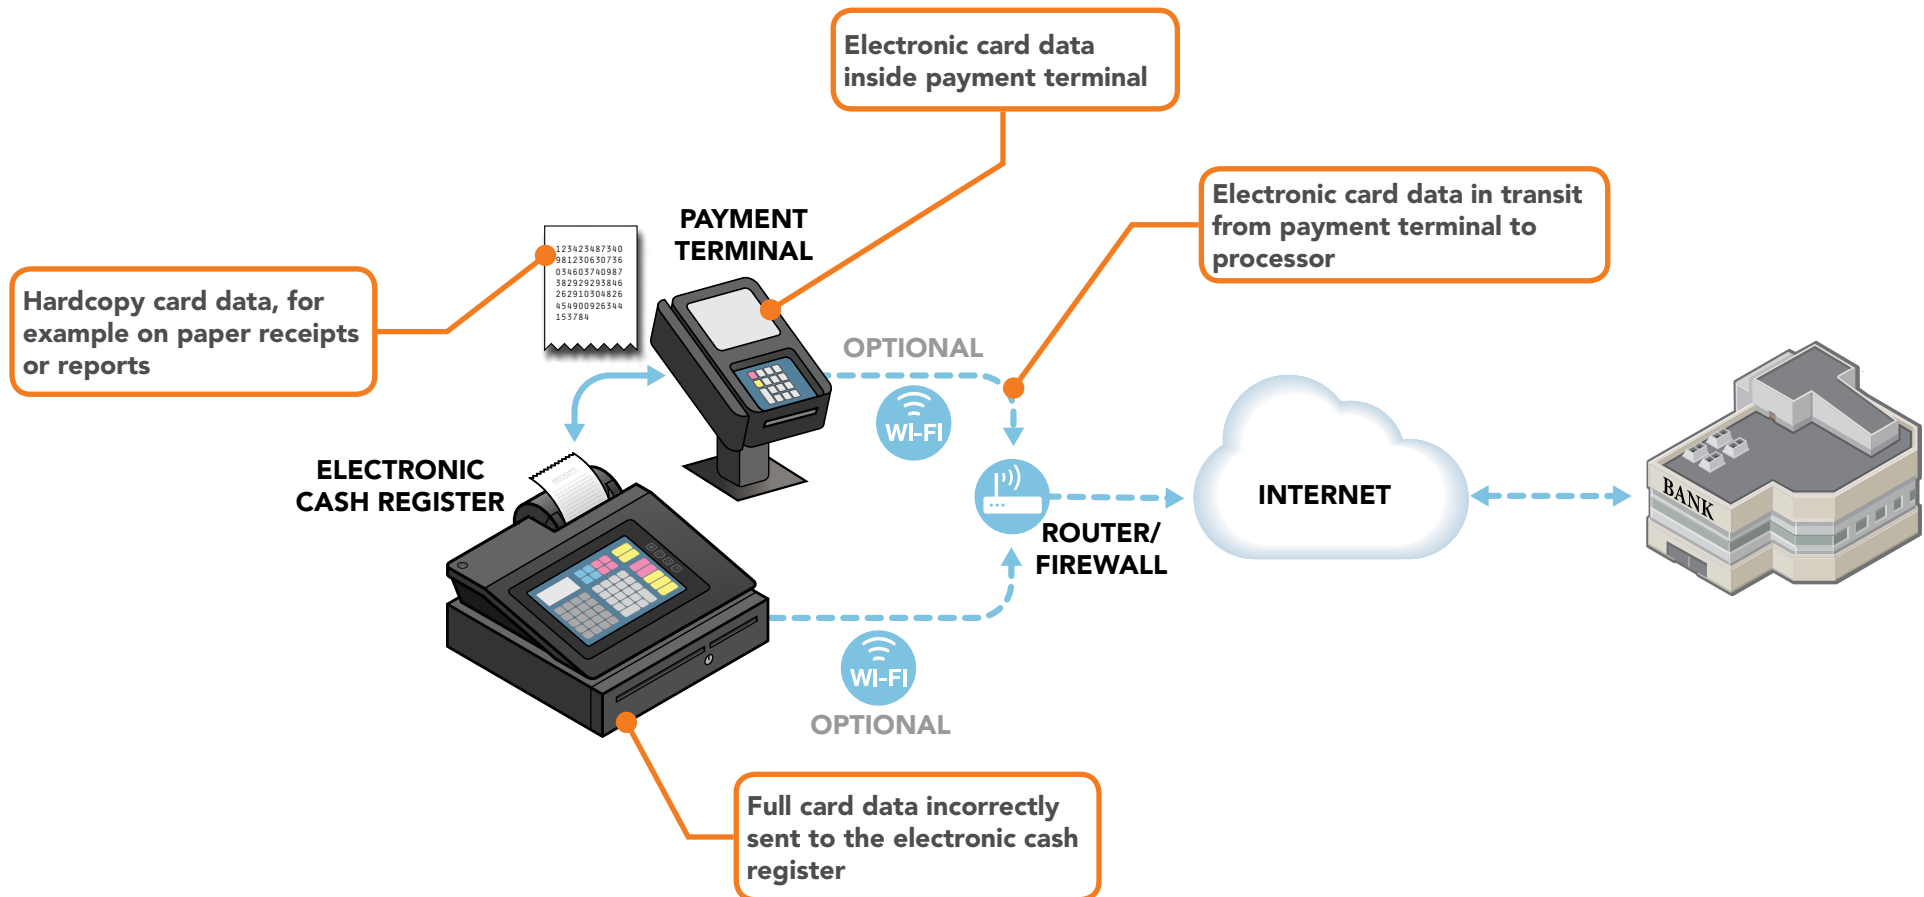 Electronic card data
inside payment terminal
Electronic card data in transit
from payment terminal to
processor
PAYMENT
TERMINAL
123423487340
981230630736
034603740987
382929293846
262910304826
454900926344
153784
Hardcopy card data, for
example on paper receipts
or reports
OPTIONAL
WI-FI
ELECTRONIC
CASH REGISTER
INTERNET
BANK
ROUTER/
FIREWALL
WI-FI
OPTIONAL
Full card data incorrectly
sent to the electronic cash
register